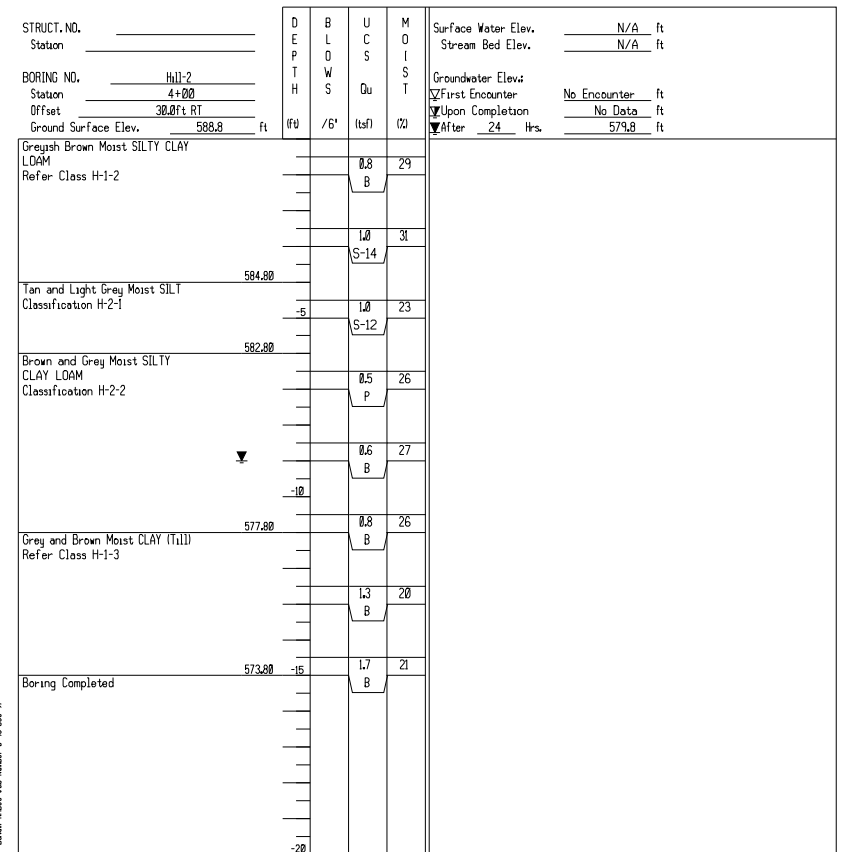 STRUCT. NO.
Station
BORING NO. Hill-2
Station 4+00
Offset 30.0ft RT
Ground Surface Elev. 588.8 ft
DEPTH (ft)
BLOWS /6"
UCS Qu (tsf)
MOIST (%)
Surface Water Elev. N/A ft
Stream Bed Elev. N/A ft
Groundwater Elev.:
First Encounter No Encounter ft
Upon Completion No Data ft
After 24 Hrs. 579.8 ft
Greyish Brown Moist SILTY CLAY
LOAM
0.8 29
Refer Class H-1-2
B
1.0 31
S-14
584.80
Tan and Light Grey Moist SILT
Classification H-2-1
-5 1.0 23
S-12
582.80
Brown and Grey Moist SILTY
CLAY LOAM
0.5 26
Classification H-2-2
P
0.6 27
B
-10
577.80 0.8 26
Grey and Brown Moist CLAY (Till)
B
Refer Class H-1-3
1.3 20
B
573.80 -15 1.7 21
Boring Completed
B
-20